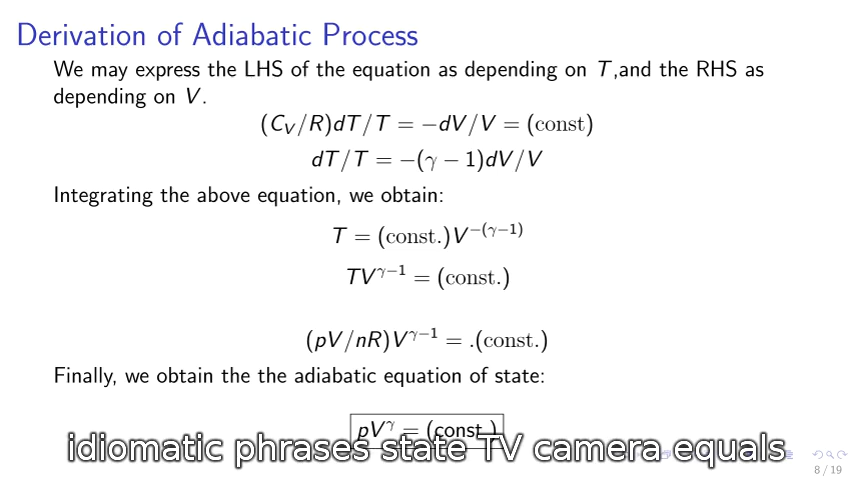 Derivation of Adiabatic Process
We may express the LHS of the equation as depending on T ,and the RHS as
depending on V.
(C_V/R)dT/T = −dV/V = (const)
dT/T = −(γ − 1)dV/V
Integrating the above equation, we obtain:
T = (const.)V^{−(γ−1)}
TV^{γ−1} = (const.)
(pV/nR)V^{γ−1} = .(const.)
Finally, we obtain the the adiabatic equation of state:
pV^γ = (const.)
idiomatic phrases state TV camera equals
8 / 19